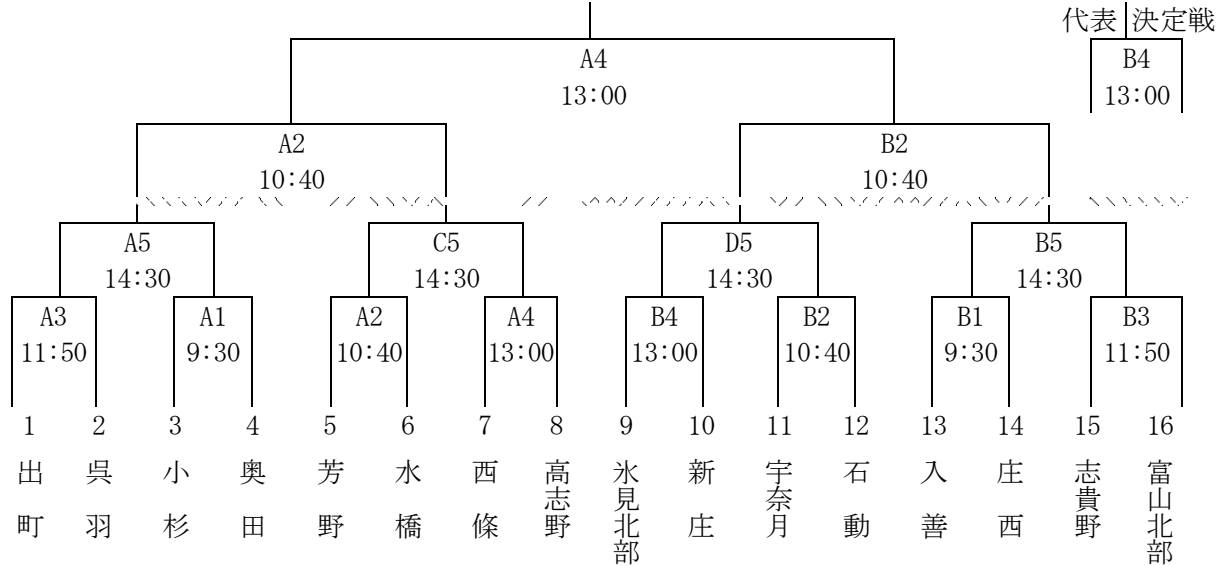 代表 決定戦
A4 B4
13:00 13:00
A2 B2
10:40 10:40
A5 C5 D5 B5
14:30 14:30 14:30 14:30
A3 A1 A2 A4 B4 B2 B1 B3
11:50 9:30 10:40 13:00 13:00 10:40 9:30 11:50
1 2 3 4 5 6 7 8 9 10 11 12 13 14 15 16
出町
呉羽
小杉
奥田
芳野
水橋
西條
高志野
氷見北部
新庄
宇奈月
石動
入善
庄西
志貴野
富山北部